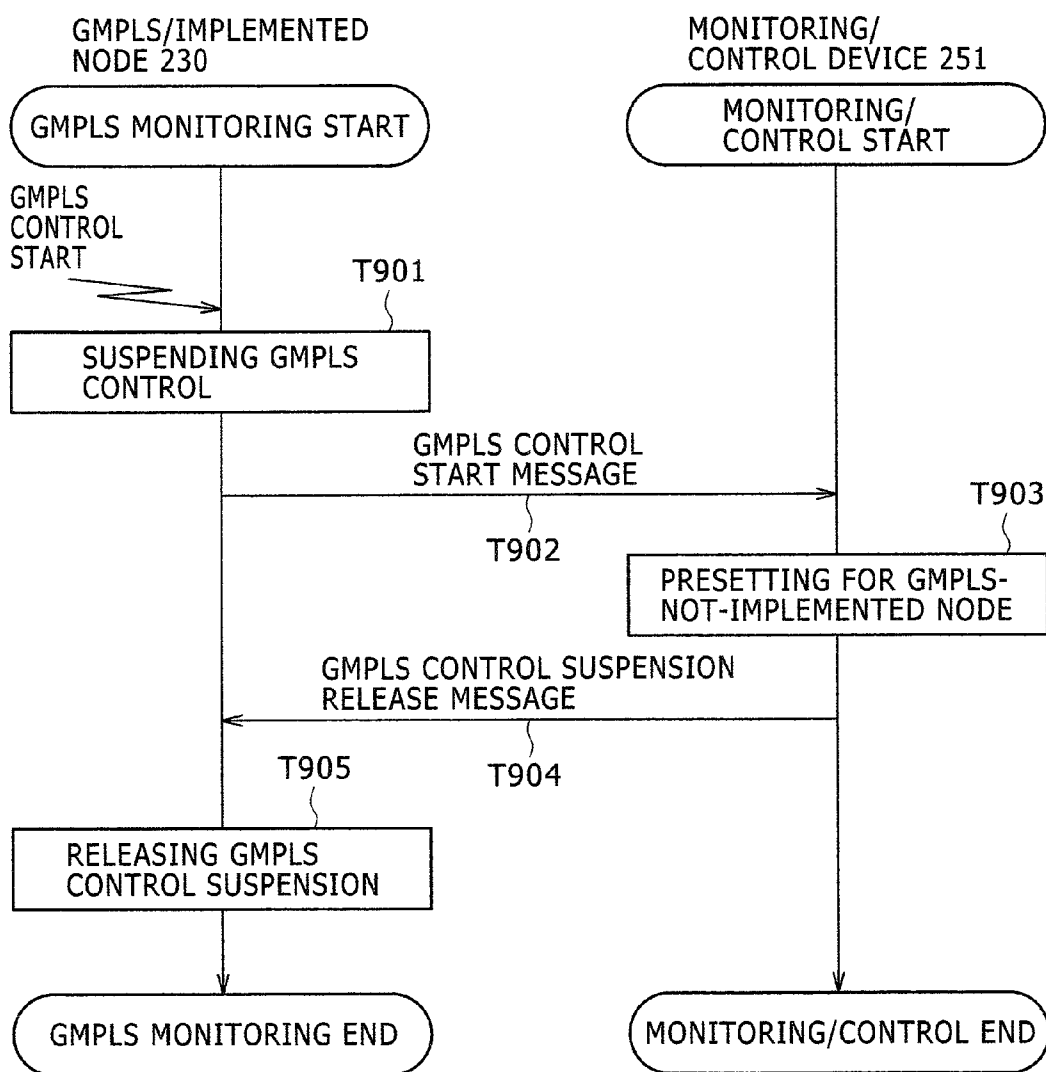 GMPLS/IMPLEMENTED
NODE 230
MONITORING/
CONTROL DEVICE 251
GMPLS MONITORING START
MONITORING/
CONTROL START
GMPLS
CONTROL
START
T901
SUSPENDING GMPLS
CONTROL
GMPLS CONTROL
START MESSAGE
T902
T903
PRESETTING FOR GMPLS-
NOT-IMPLEMENTED NODE
GMPLS CONTROL SUSPENSION
RELEASE MESSAGE
T904
T905
RELEASING GMPLS
CONTROL SUSPENSION
GMPLS MONITORING END
MONITORING/CONTROL END